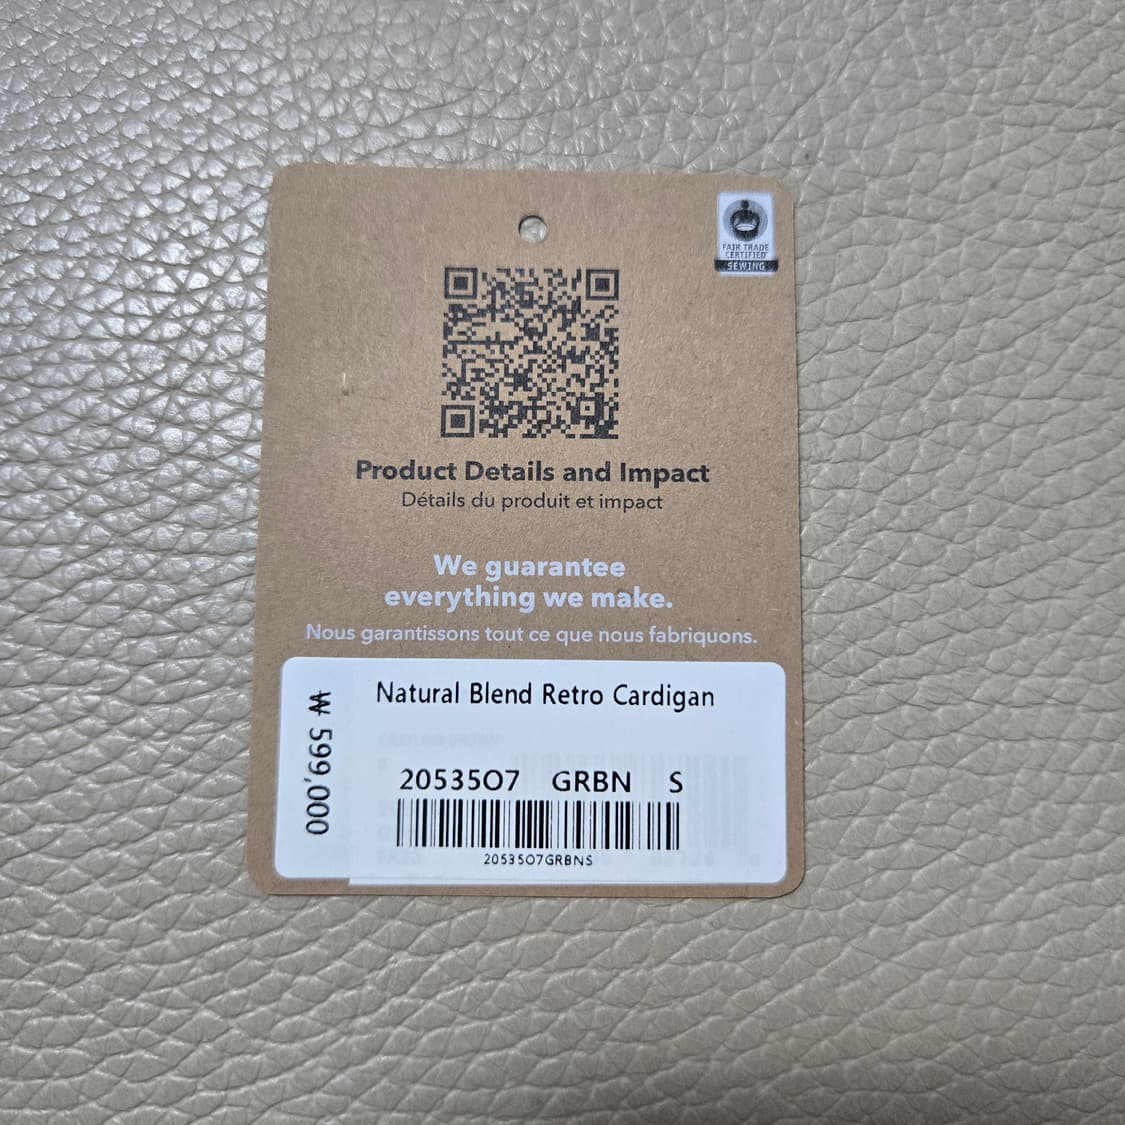 FAIR TRADE
CERTIFIED
SEWING
Product Details and Impact
Détails du produit et impact
We guarantee
everything we make.
Nous garantissons tout ce que nous fabriquons.
Natural Blend Retro Cardigan
₩ 599,000
2053507 GRBN S
2053507GRBNS